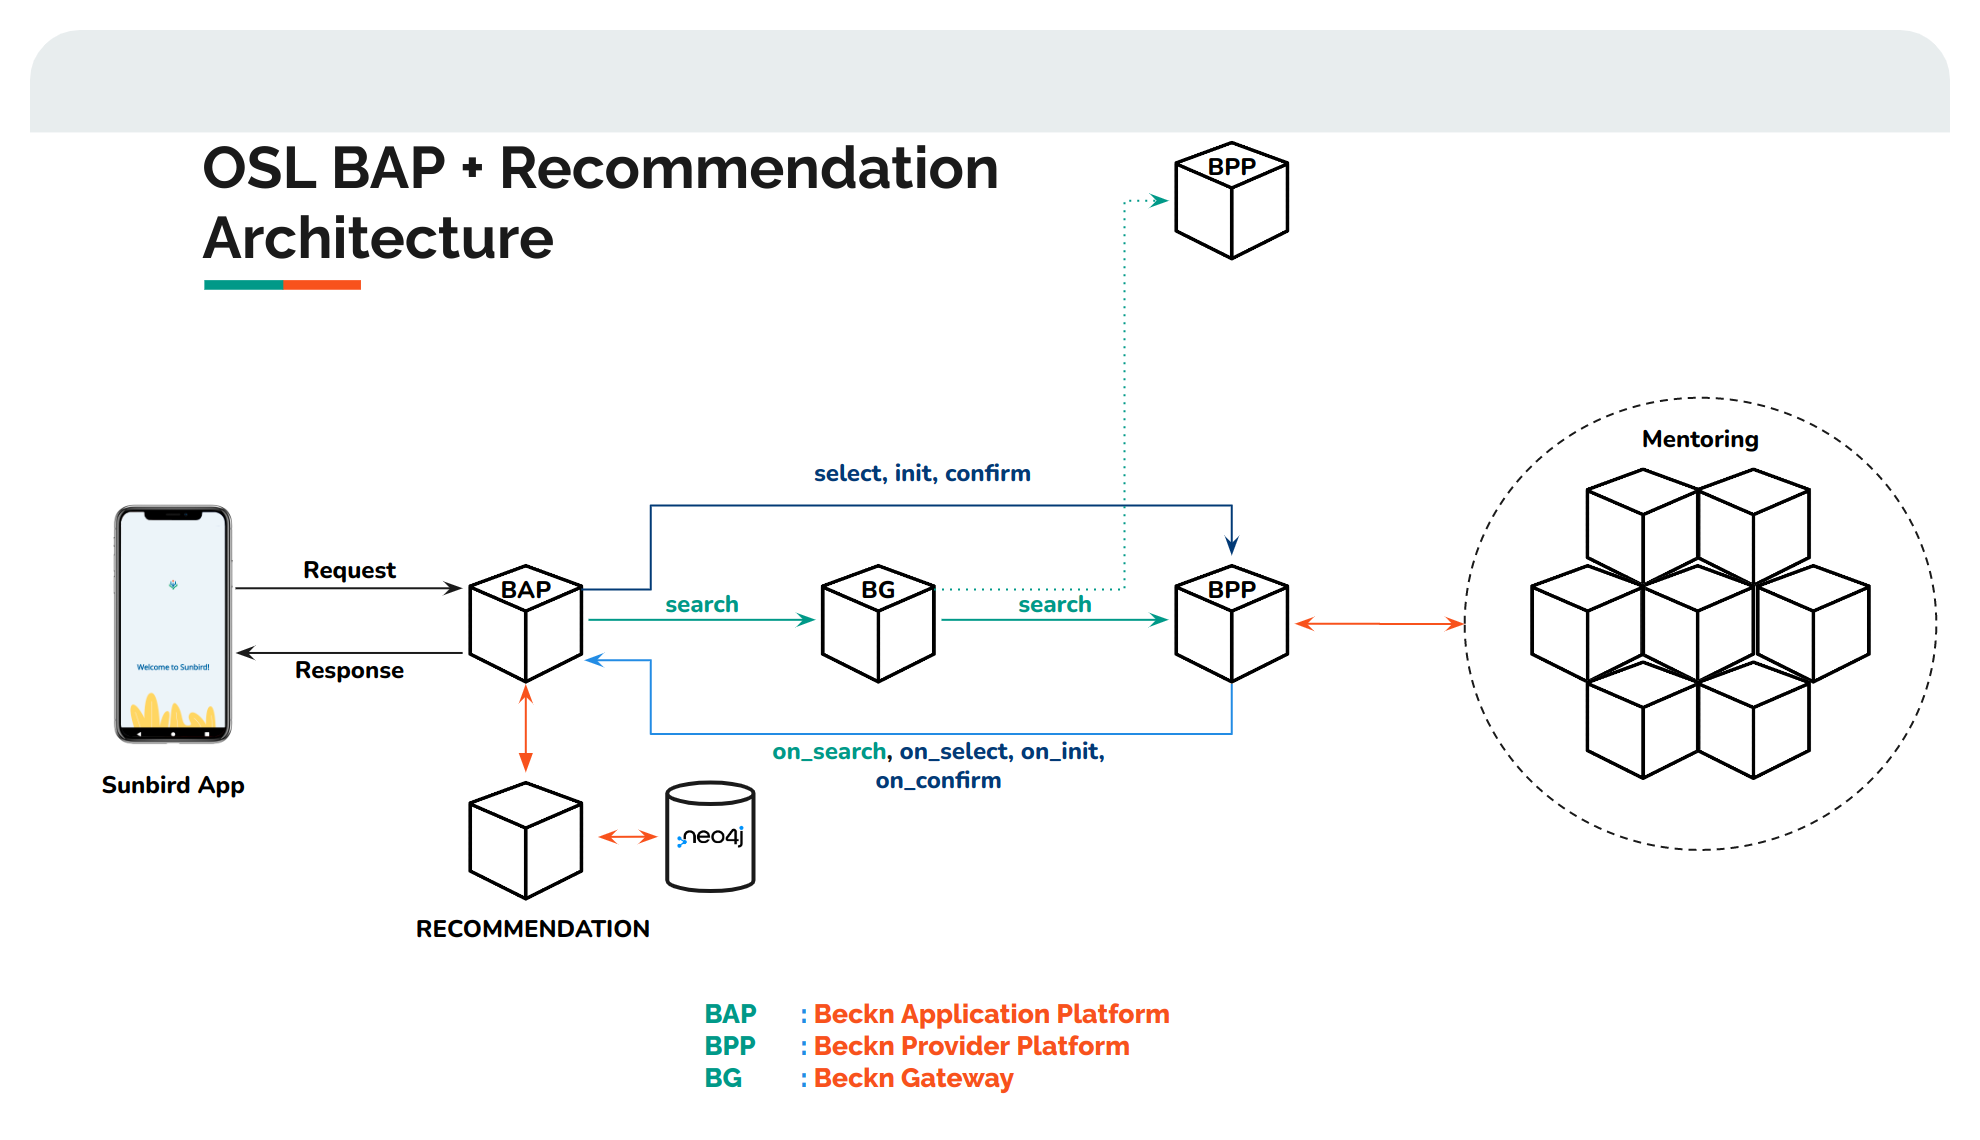 OSL BAP + Recommendation
Architecture
BPP
Mentoring
select, init, confirm
Request
BAP
search
BG
search
BPP
Welcome to Sunbird!
Response
on_search, on_select, on_init,
on_confirm
Sunbird App
neo4j
RECOMMENDATION
BAP : Beckn Application Platform
BPP : Beckn Provider Platform
BG : Beckn Gateway